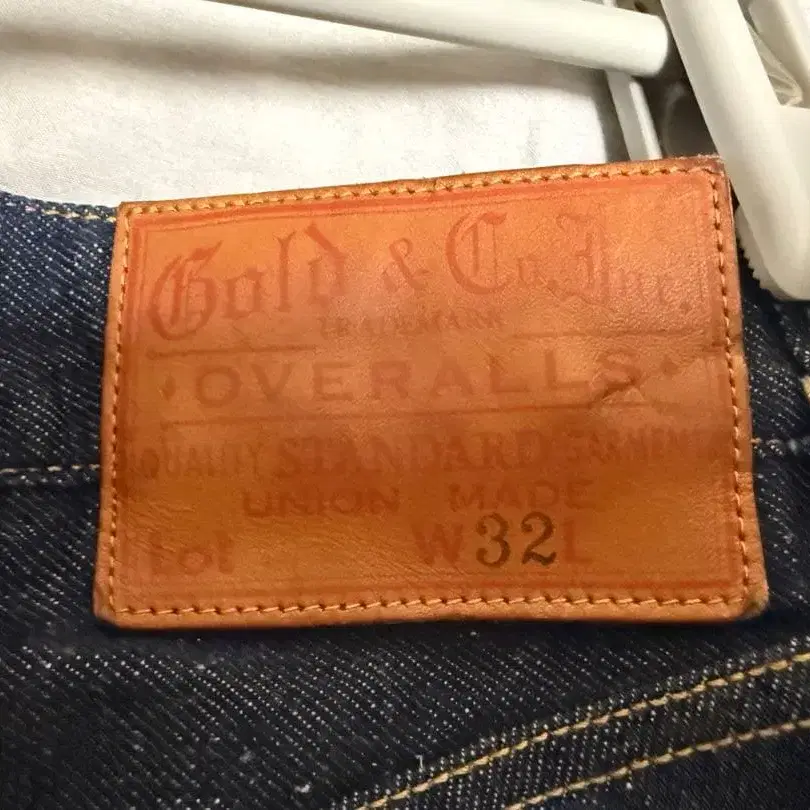 Gold & Co. Inc.
TRADEMARK
·OVERALLS·
QUALITY STANDARD GARMENT
UNION MADE
Lot W32L